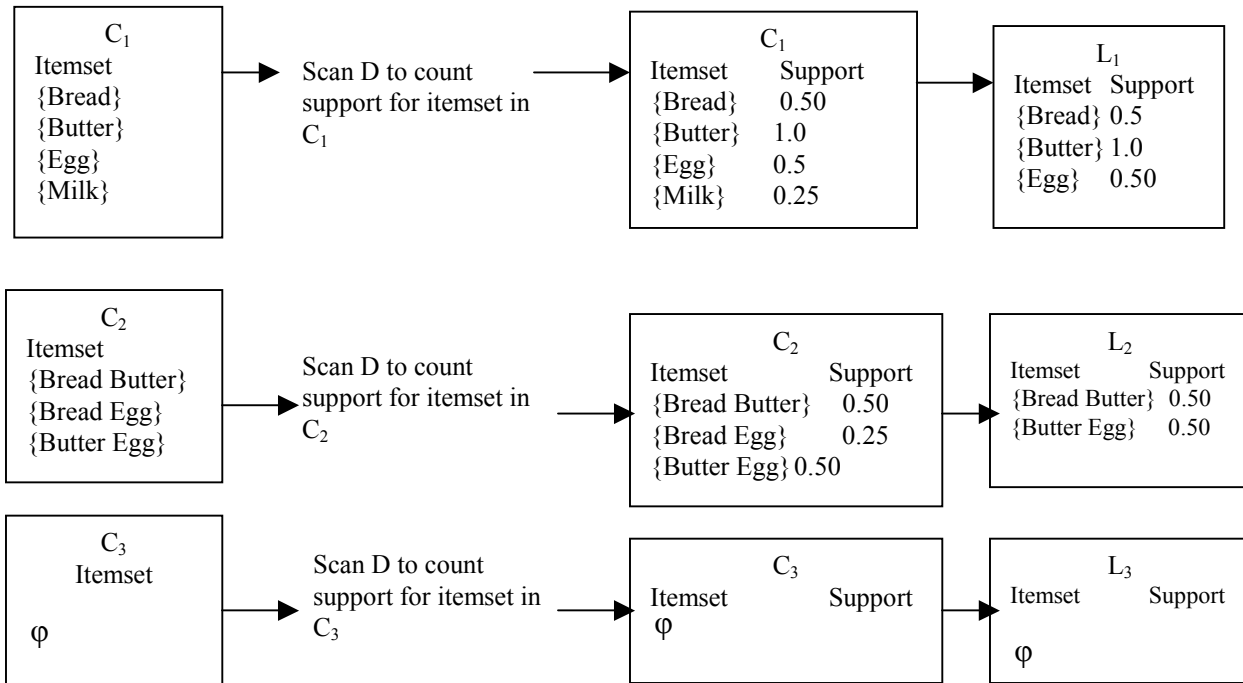 C₁
Itemset
{Bread}
{Butter}
{Egg}
{Milk}
Scan D to count
support for itemset in
C₁
C₁
Itemset Support
{Bread} 0.50
{Butter} 1.0
{Egg} 0.5
{Milk} 0.25
L₁
Itemset Support
{Bread} 0.5
{Butter} 1.0
{Egg} 0.50
C₂
Itemset
{Bread Butter}
{Bread Egg}
{Butter Egg}
Scan D to count
support for itemset in
C₂
C₂
Itemset Support
{Bread Butter} 0.50
{Bread Egg} 0.25
{Butter Egg} 0.50
L₂
Itemset Support
{Bread Butter} 0.50
{Butter Egg} 0.50
C₃
Itemset
φ
Scan D to count
support for itemset in
C₃
C₃
Itemset Support
φ
L₃
Itemset Support
φ